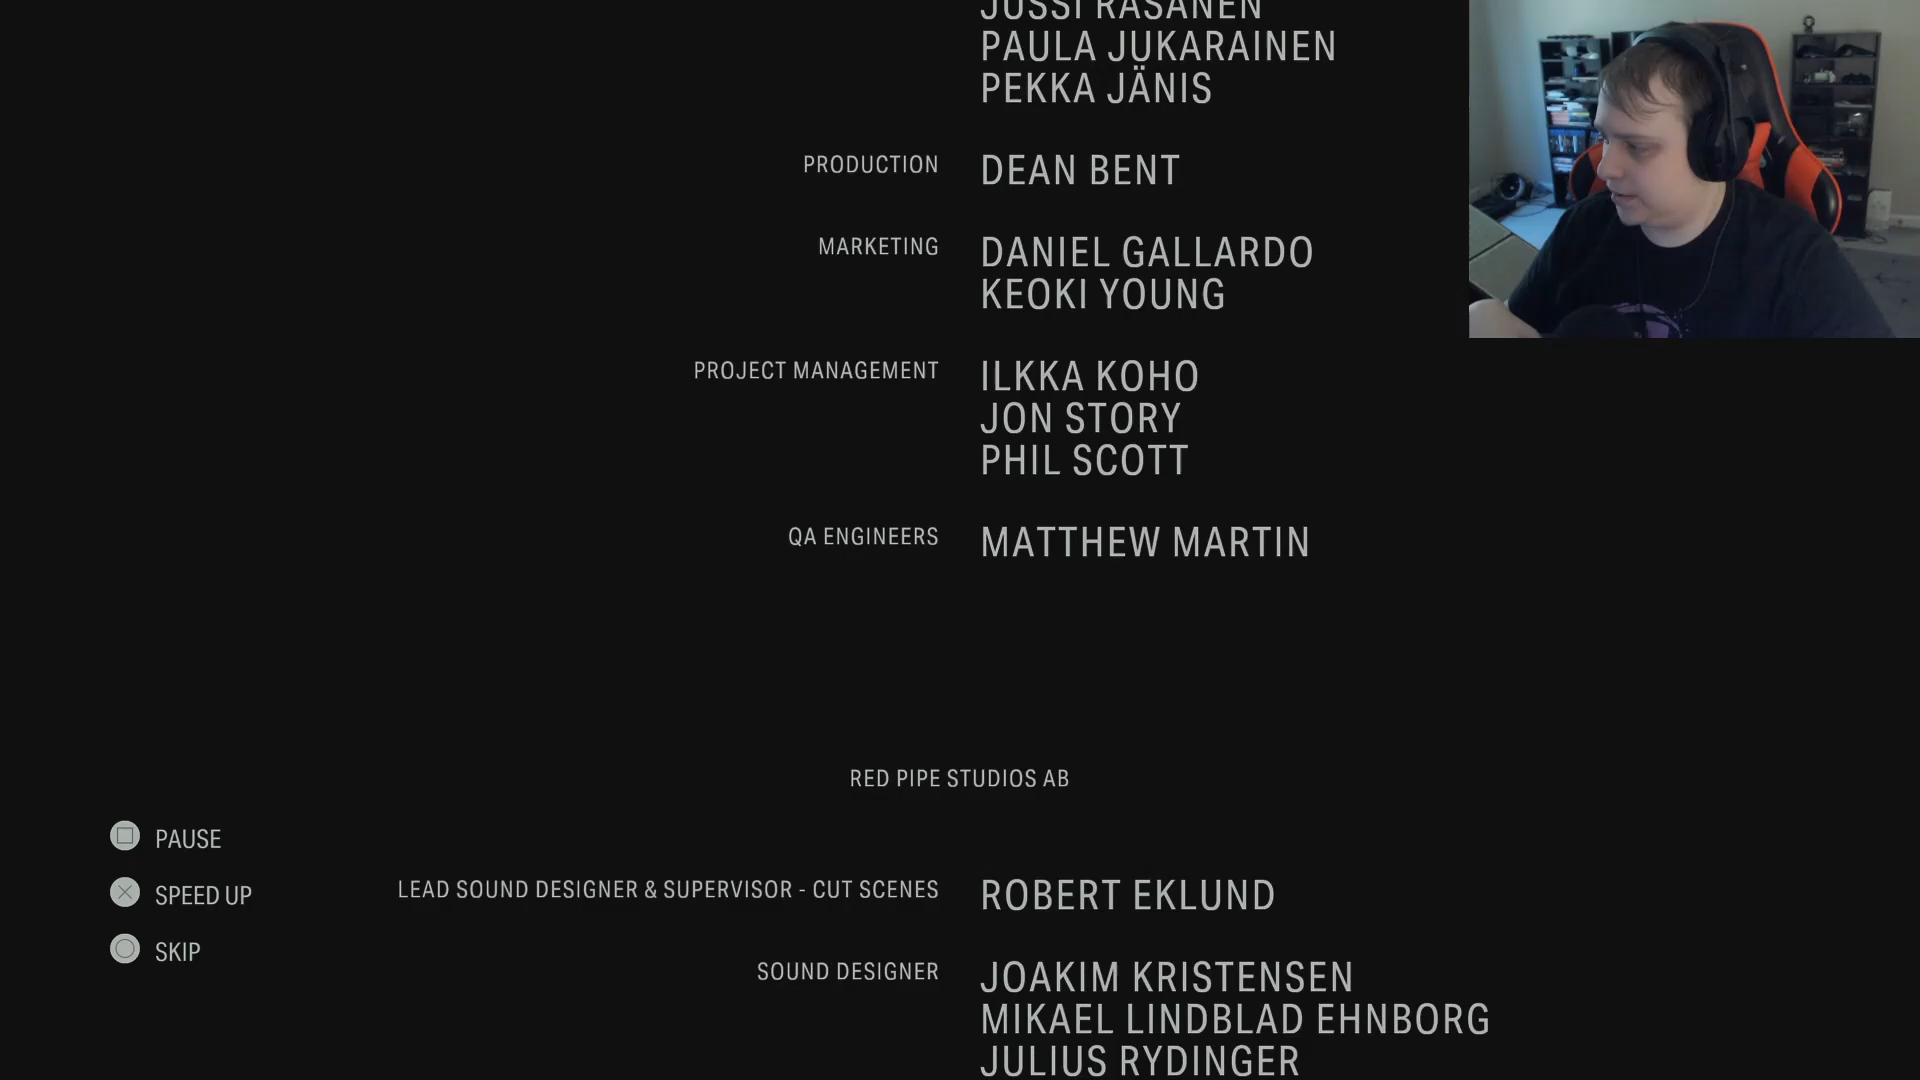 JUSSI RÄSÄNEN
PAULA JUKARAINEN
PEKKA JÄNIS
PRODUCTION DEAN BENT
MARKETING DANIEL GALLARDO
KEOKI YOUNG
PROJECT MANAGEMENT ILKKA KOHO
JON STORY
PHIL SCOTT
QA ENGINEERS MATTHEW MARTIN
RED PIPE STUDIOS AB
PAUSE
SPEED UP
SKIP
LEAD SOUND DESIGNER & SUPERVISOR - CUT SCENES ROBERT EKLUND
SOUND DESIGNER JOAKIM KRISTENSEN
MIKAEL LINDBLAD EHNBORG
JULIUS RYDINGER